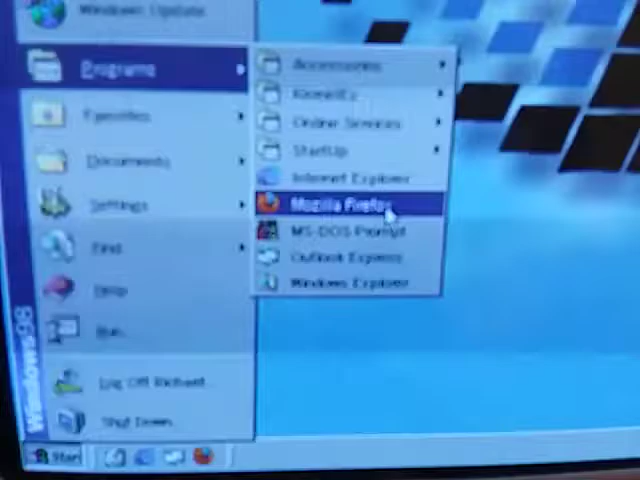 Windows Update
Programs
Favorites
Documents
Settings
Find
Help
Run...
Log Off Richard...
Shut Down...
Windows98
Start
Accessories
KernelEx
Online Services
StartUp
Internet Explorer
Mozilla Firefox
MS-DOS Prompt
Outlook Express
Windows Explorer